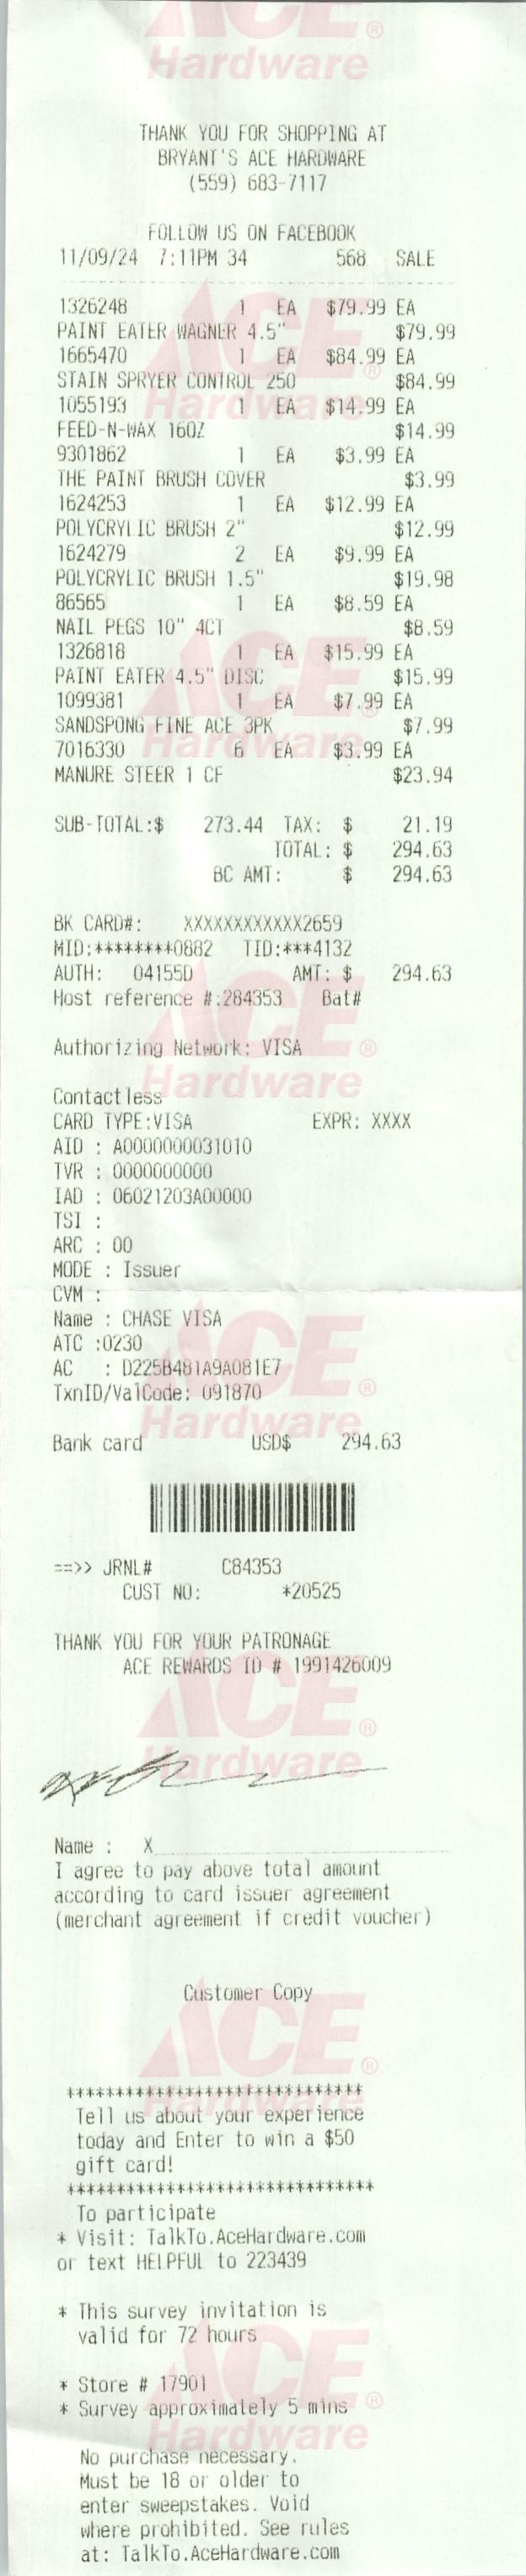 ACE
Hardware
THANK YOU FOR SHOPPING AT
BRYANT'S ACE HARDWARE
(559) 683-7117
FOLLOW US ON FACEBOOK
11/09/24 7:11PM 34 568 SALE
1326248 1 EA $79.99 EA
PAINT EATER WAGNER 4.5" $79.99
1665470 1 EA $84.99 EA
STAIN SPRYER CONTROL 250 $84.99
1055193 1 EA $14.99 EA
FEED-N-WAX 16OZ $14.99
9301862 1 EA $3.99 EA
THE PAINT BRUSH COVER $3.99
1624253 1 EA $12.99 EA
POLYCRYLIC BRUSH 2" $12.99
1624279 2 EA $9.99 EA
POLYCRYLIC BRUSH 1.5" $19.98
86565 1 EA $8.59 EA
NAIL PEGS 10" 4CT $8.59
1326818 1 EA $15.99 EA
PAINT EATER 4.5" DISC $15.99
1099381 1 EA $7.99 EA
SANDSPONG FINE ACE 3PK $7.99
7016330 6 EA $3.99 EA
MANURE STEER 1 CF $23.94
SUB-TOTAL:$ 273.44 TAX: $ 21.19
TOTAL: $ 294.63
BC AMT: $ 294.63
BK CARD#: XXXXXXXXXXXX2659
MID:********0882 TID:***4132
AUTH: 04155D AMT: $ 294.63
Host reference #:284353 Bat#
Authorizing Network: VISA
Contactless
CARD TYPE:VISA EXPR: XXXX
AID : A0000000031010
TVR : 0000000000
IAD : 06021203A00000
TSI :
ARC : 00
MODE : Issuer
CVM :
Name : CHASE VISA
ATC :0230
AC : D225B481A9A081E7
TxnID/ValCode: 091870
Bank card USD$ 294.63
==>> JRNL# C84353
CUST NO: *20525
THANK YOU FOR YOUR PATRONAGE
ACE REWARDS ID # 1991426009
Name : X
I agree to pay above total amount
according to card issuer agreement
(merchant agreement if credit voucher)
Customer Copy
******************************
Tell us about your experience
today and Enter to win a $50
gift card!
*******************************
To participate
* Visit: TalkTo.AceHardware.com
or text HELPFUL to 223439
* This survey invitation is
valid for 72 hours
* Store # 17901
* Survey approximately 5 mins
No purchase necessary.
Must be 18 or older to
enter sweepstakes. Void
where prohibited. See rules
at: TalkTo.AceHardware.com